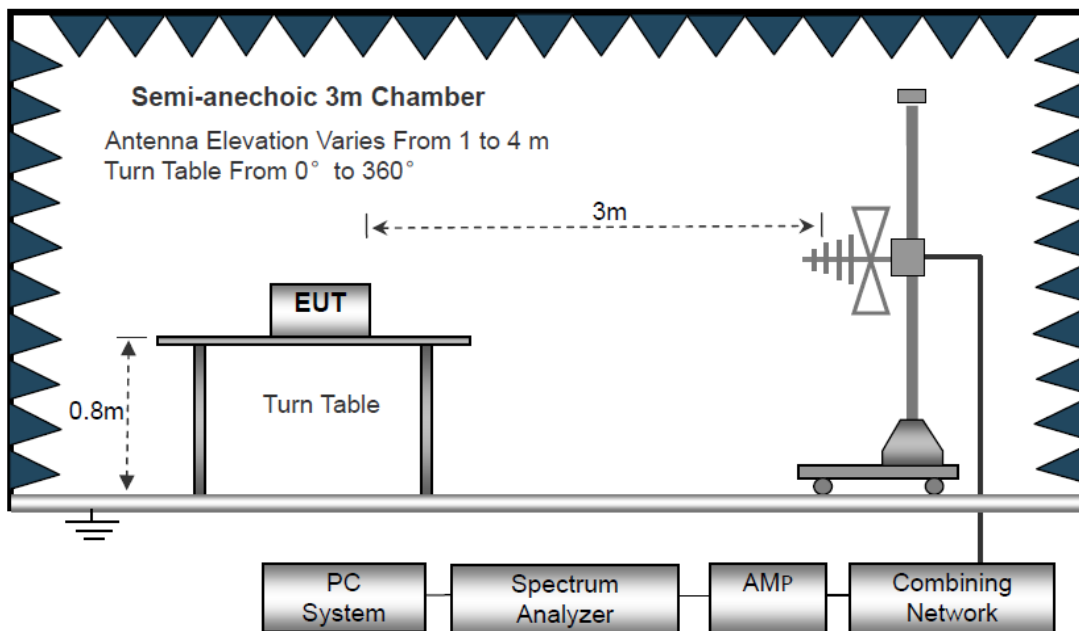 Semi-anechoic 3m Chamber
Antenna Elevation Varies From 1 to 4 m
Turn Table From 0° to 360°
3m
EUT
0.8m
Turn Table
PC
System
Spectrum
Analyzer
AMP
Combining
Network